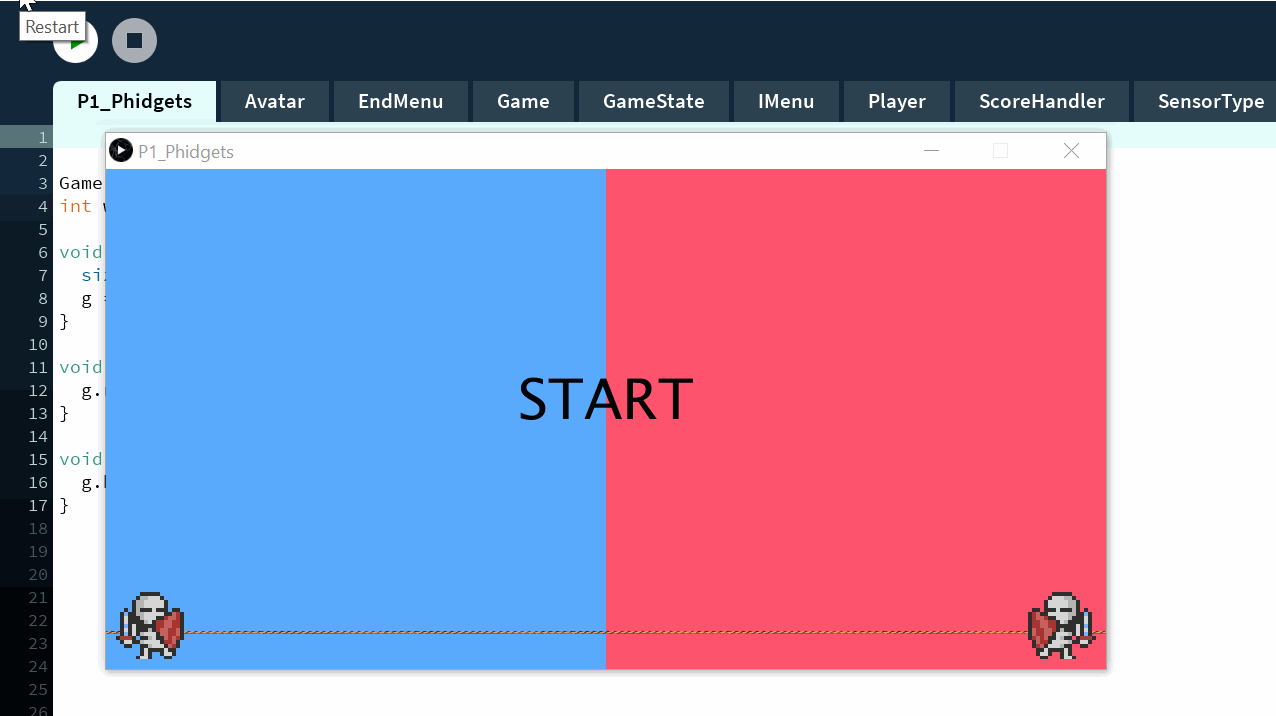 Restart
P1_Phidgets Avatar EndMenu Game GameState IMenu Player ScoreHandler SensorType
P1_Phidgets
1
2
3 Game
4 int
5
6 void
7
8 g
9 }
10
11 void
12 g.
13 }
14
15 void
16 g.
17 }
18
19
20
21
22
23
24
25
26
START